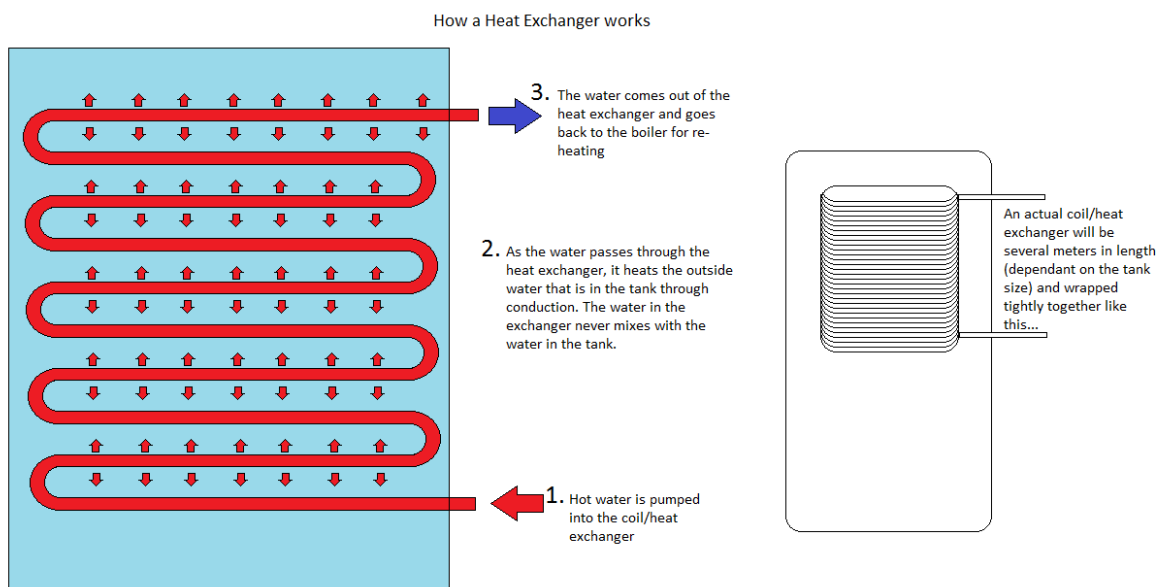 How a Heat Exchanger works
3. The water comes out of the
heat exchanger and goes
back to the boiler for re-
heating
2. As the water passes through the
heat exchanger, it heats the outside
water that is in the tank through
conduction. The water in the
exchanger never mixes with the
water in the tank.
1. Hot water is pumped
into the coil/heat
exchanger
An actual coil/heat
exchanger will be
several meters in length
(dependant on the tank
size) and wrapped
tightly together like
this...